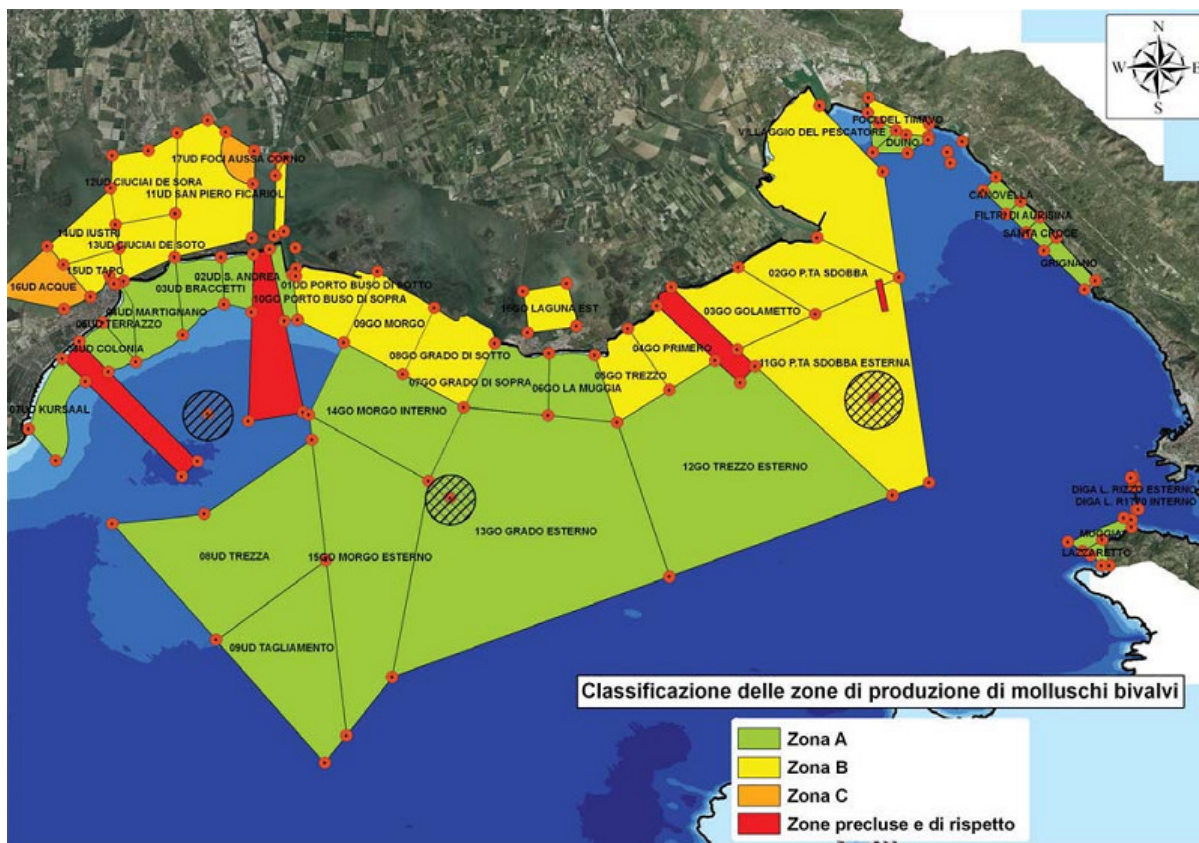 N
W E
S
FOCI DEL TIMAVO
VILLAGGIO DEL PESCATORE
DUINO
17UD FOCI AUSSA CORNO
12UD CIUCIAI DE SORA
11UD SAN PIERO FICARIOL
CANOVELLA
FILTRI DI AURISINA
SANTA CROCE
GRIGNANO
14UD IUSTRI
13UD CIUCIAI DE SOTO
15UD TAPO
16UD ACQUE
02UD S. ANDREA
03UD BRACCETTI
01UD PORTO BUSO DI SOTTO
10GO PORTO BUSO DI SOPRA
02GO P.TA SDOBBA
LAGUNA EST
03GO GOLAMETTO
04UD MARTIGNANO
TERRAZZO
09GO MORGO
04GO PRIMERO
COLONIA
08GO GRADO DI SOTTO
11GO P.TA SDOBBA ESTERNA
05GO TREZZO
07GO GRADO DI SOPRA
06GO LA MUGGIA
07UD KURSAAL
14GO MORGO INTERNO
12GO TREZZO ESTERNO
DIGA L. RIZZO ESTERNO
DIGA L. INTERNO
13GO GRADO ESTERNO
MUGGIA
LAZZARETTO
08UD TREZZA
15GO MORGO ESTERNO
09UD TAGLIAMENTO
Classificazione delle zone di produzione di molluschi bivalvi
Zona A
Zona B
Zona C
Zone precluse e di rispetto